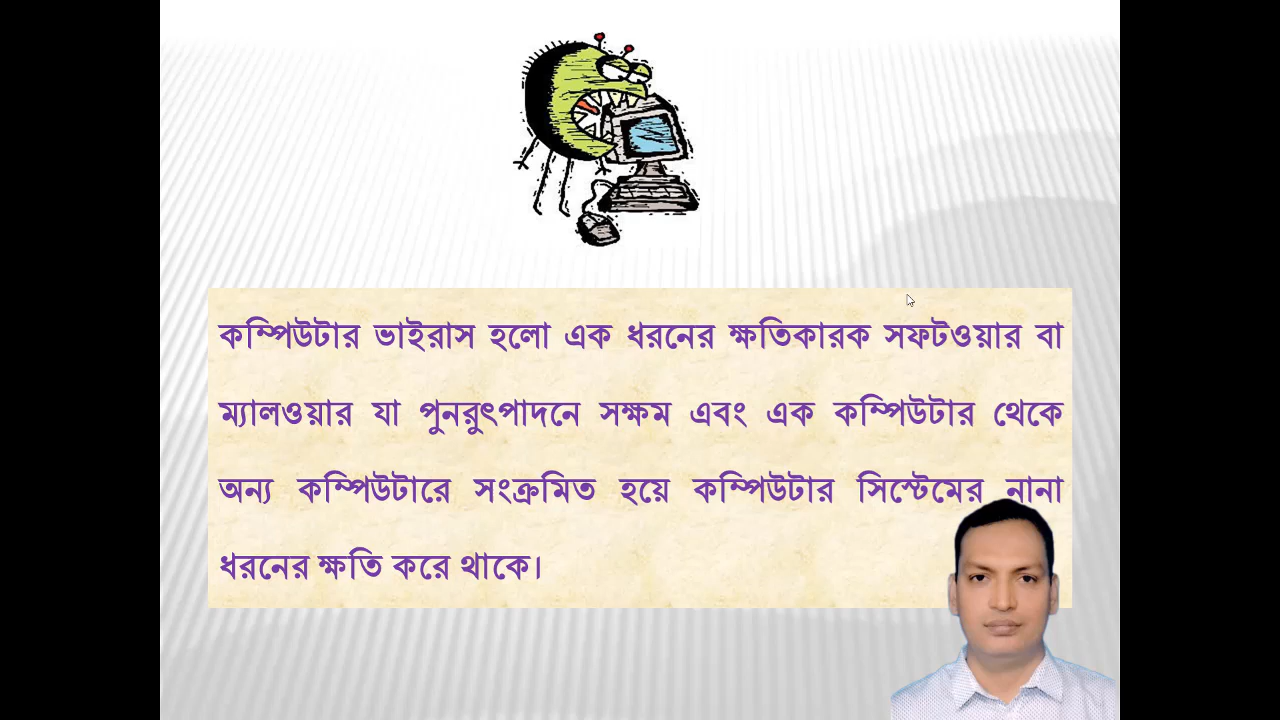 কম্পিউটার ভাইরাস হলো এক ধরনের ক্ষতিকারক সফটওয়ার বা
ম্যালওয়ার যা পুনরুৎপাদনে সক্ষম এবং এক কম্পিউটার থেকে
অন্য কম্পিউটারে সংক্রমিত হয়ে কম্পিউটার সিস্টেমের নানা
ধরনের ক্ষতি করে থাকে।